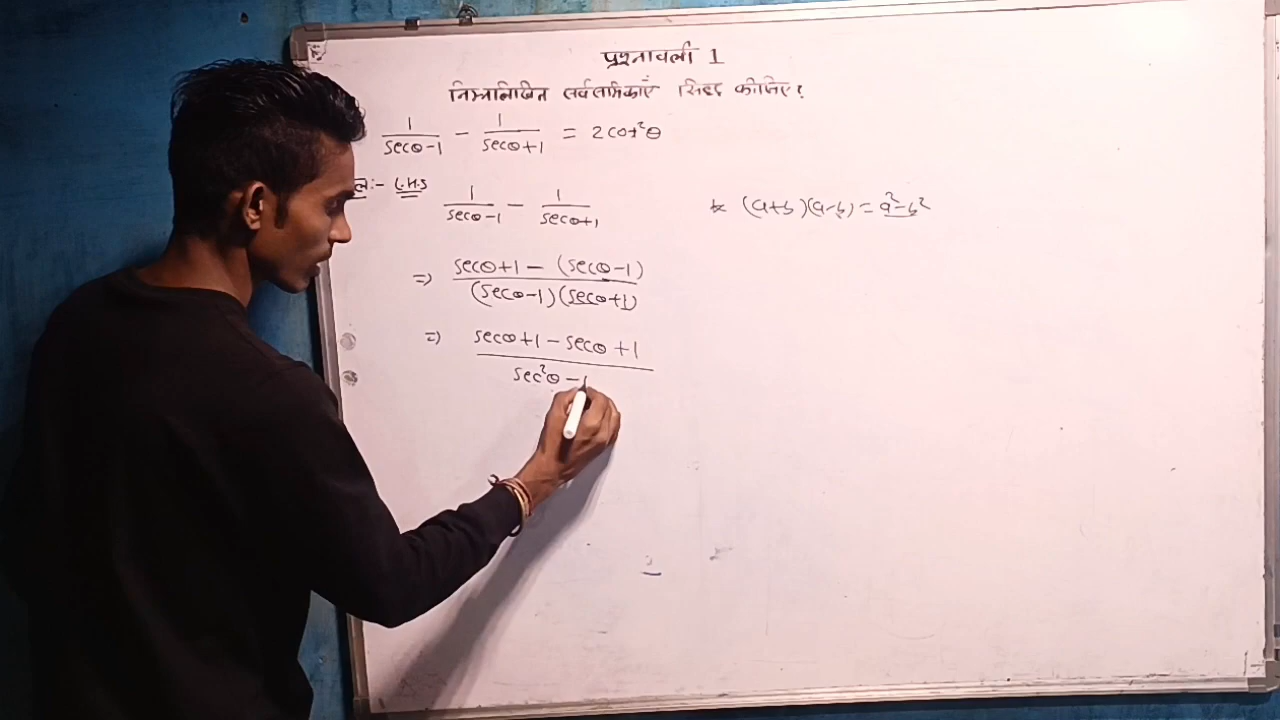 प्रश्नावली 1
निम्नलिखित सर्वसमिकाएँ सिद्ध कीजिए।
1/(secθ-1) - 1/(secθ+1) = 2cot²θ
ल:- L.H.S 1/(secθ-1) - 1/(secθ+1)
* (a+b)(a-b) = a²-b²
=> (secθ+1 - (secθ-1))/((secθ-1)(secθ+1))
=> (secθ+1 - secθ+1)/(sec²θ-1)